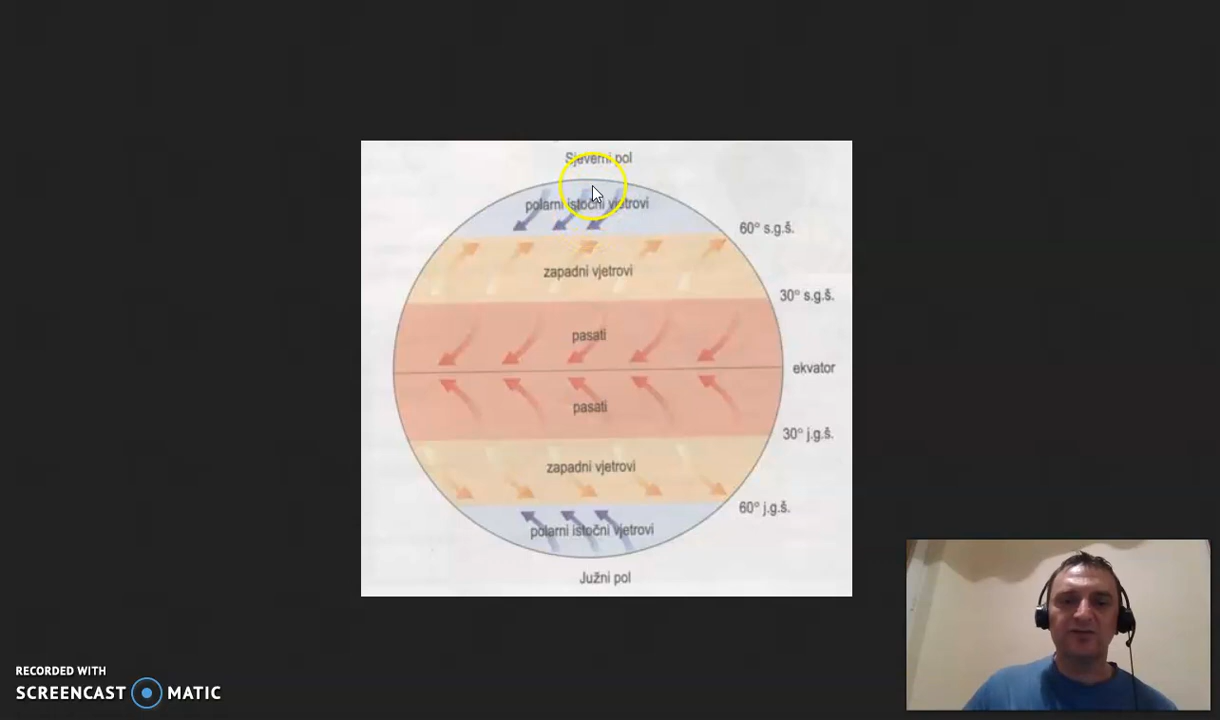 Sjeverni pol
polarni istočni vjetrovi
60° s.g.š.
zapadni vjetrovi
30° s.g.š.
pasati
ekvator
pasati
30° j.g.š.
zapadni vjetrovi
60° j.g.š.
polarni istočni vjetrovi
Južni pol
RECORDED WITH
SCREENCAST MATIC